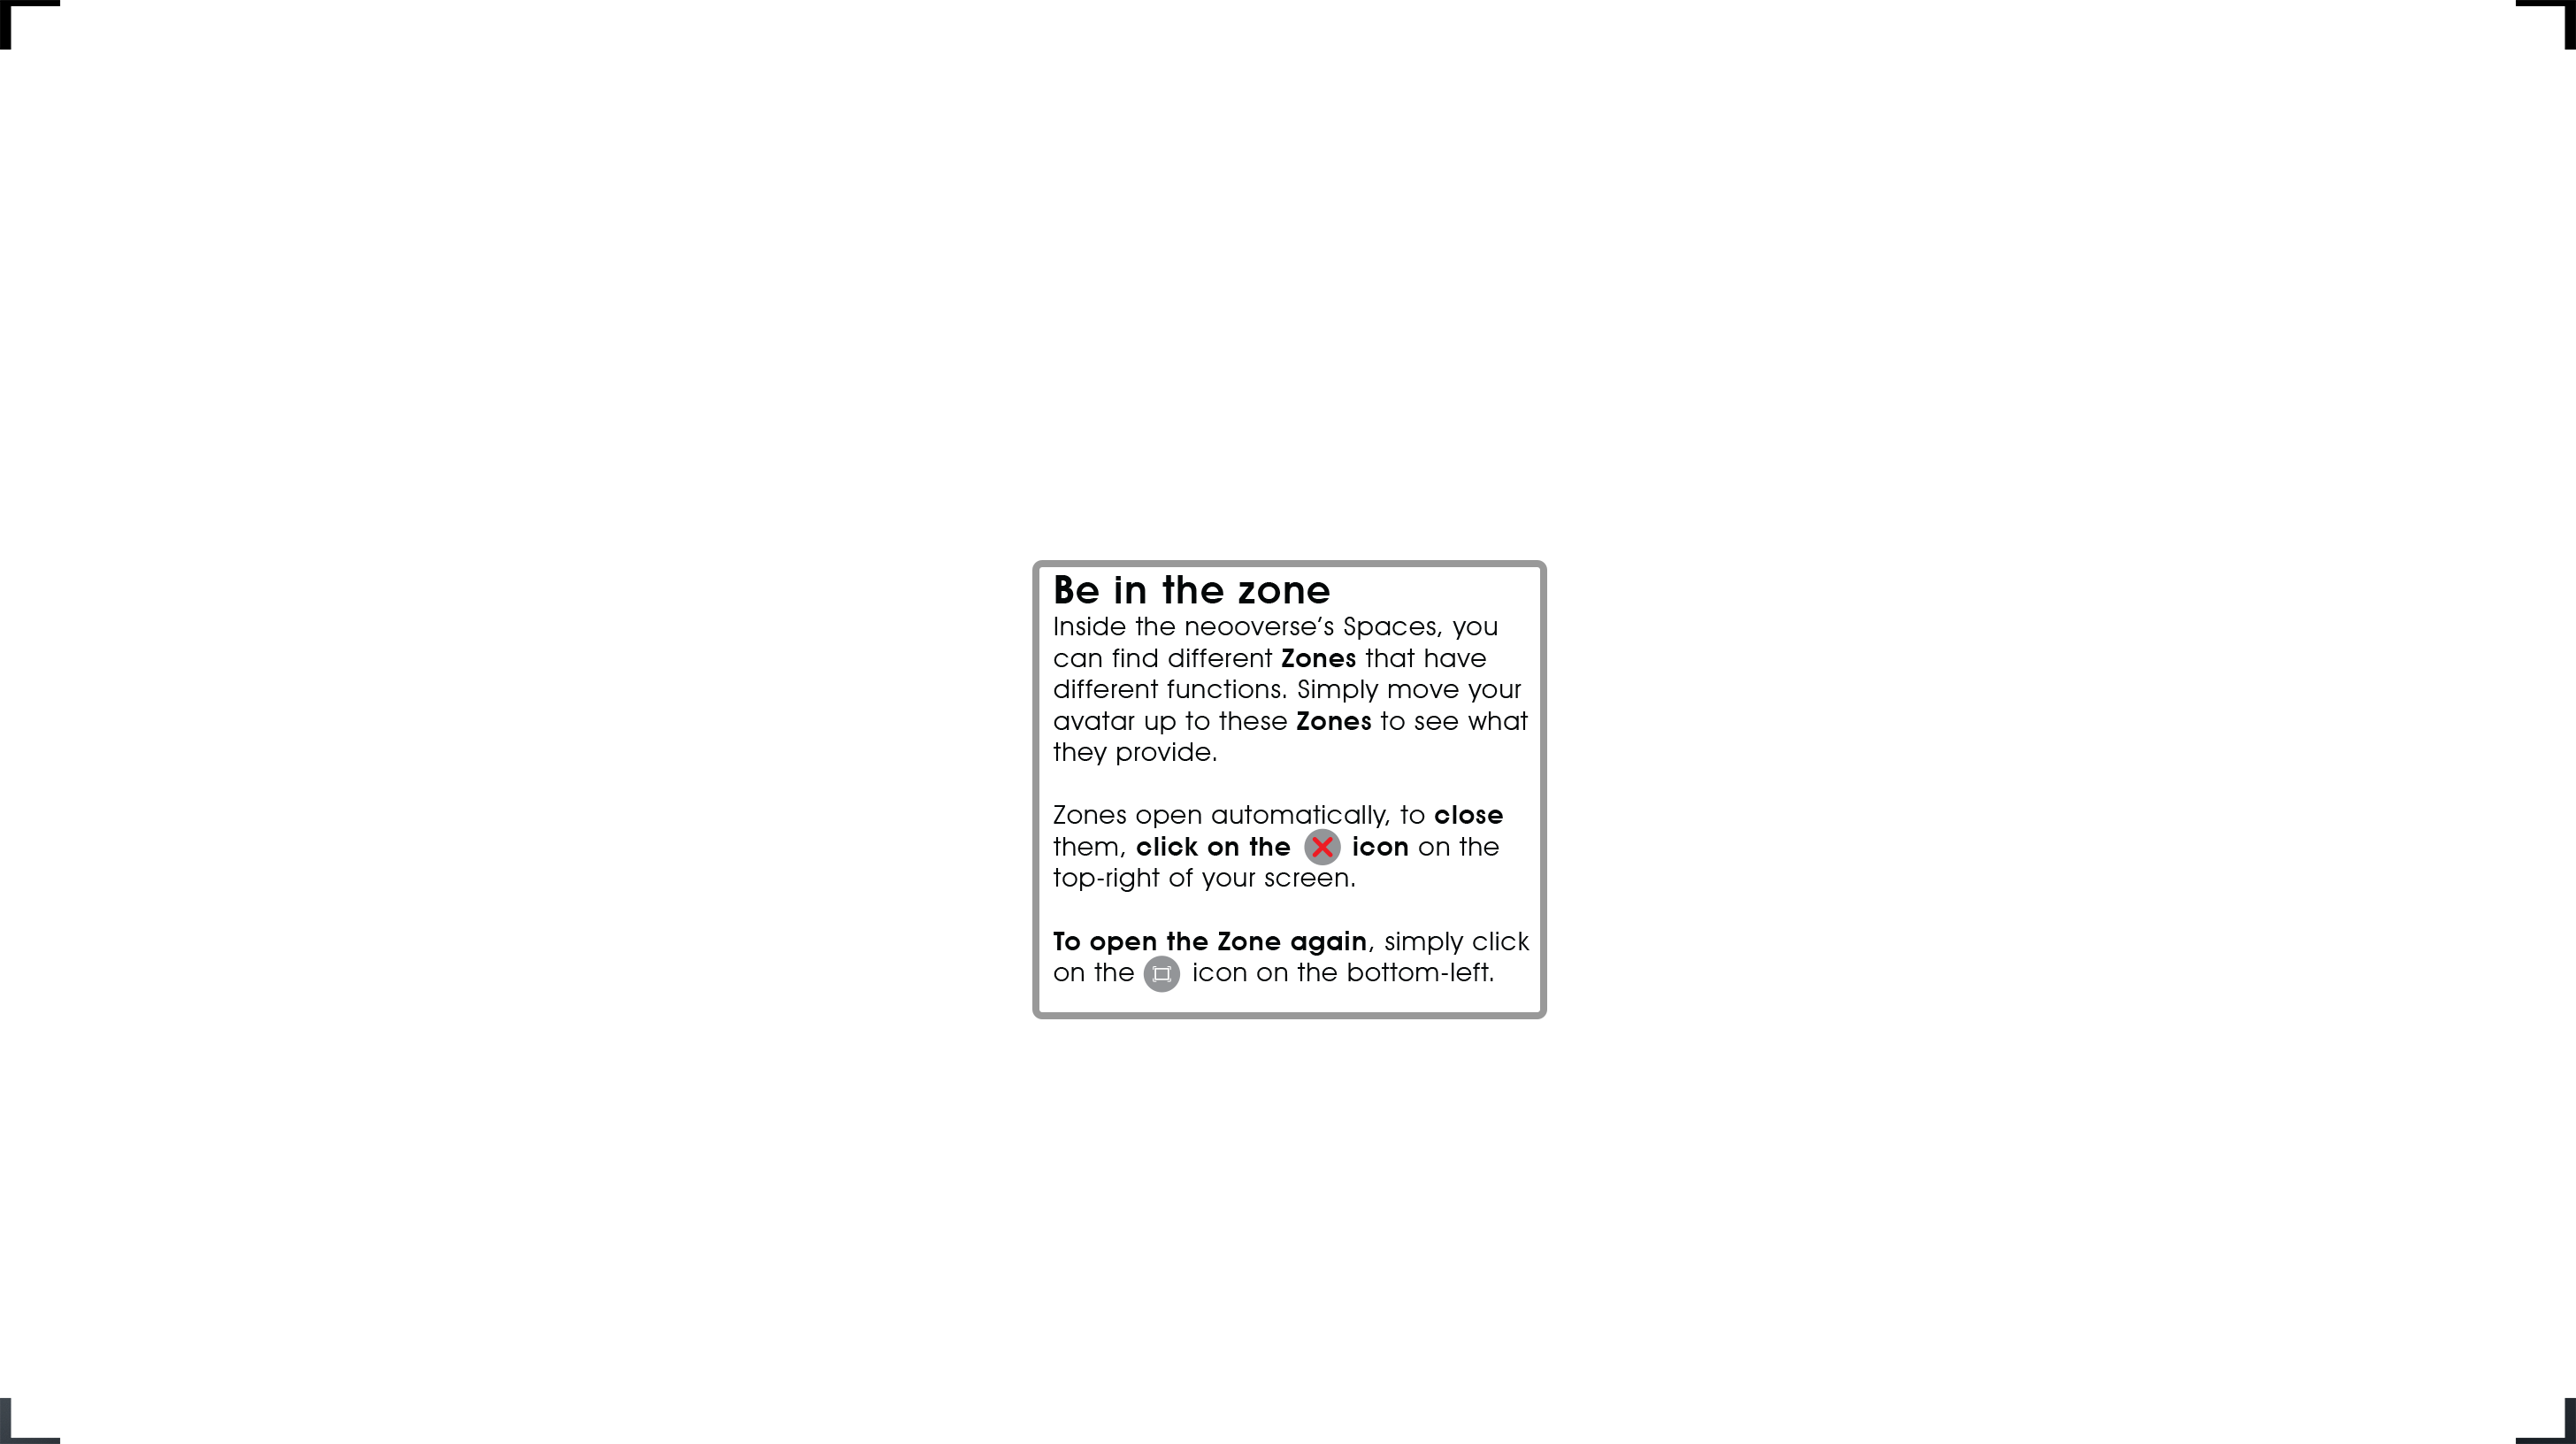 Be in the zone
Inside the neooverse’s Spaces, you
can find different Zones that have
different functions. Simply move your
avatar up to these Zones to see what
they provide.
Zones open automatically, to close
them, click on the icon on the
top-right of your screen.
To open the Zone again, simply click
on the icon on the bottom-left.